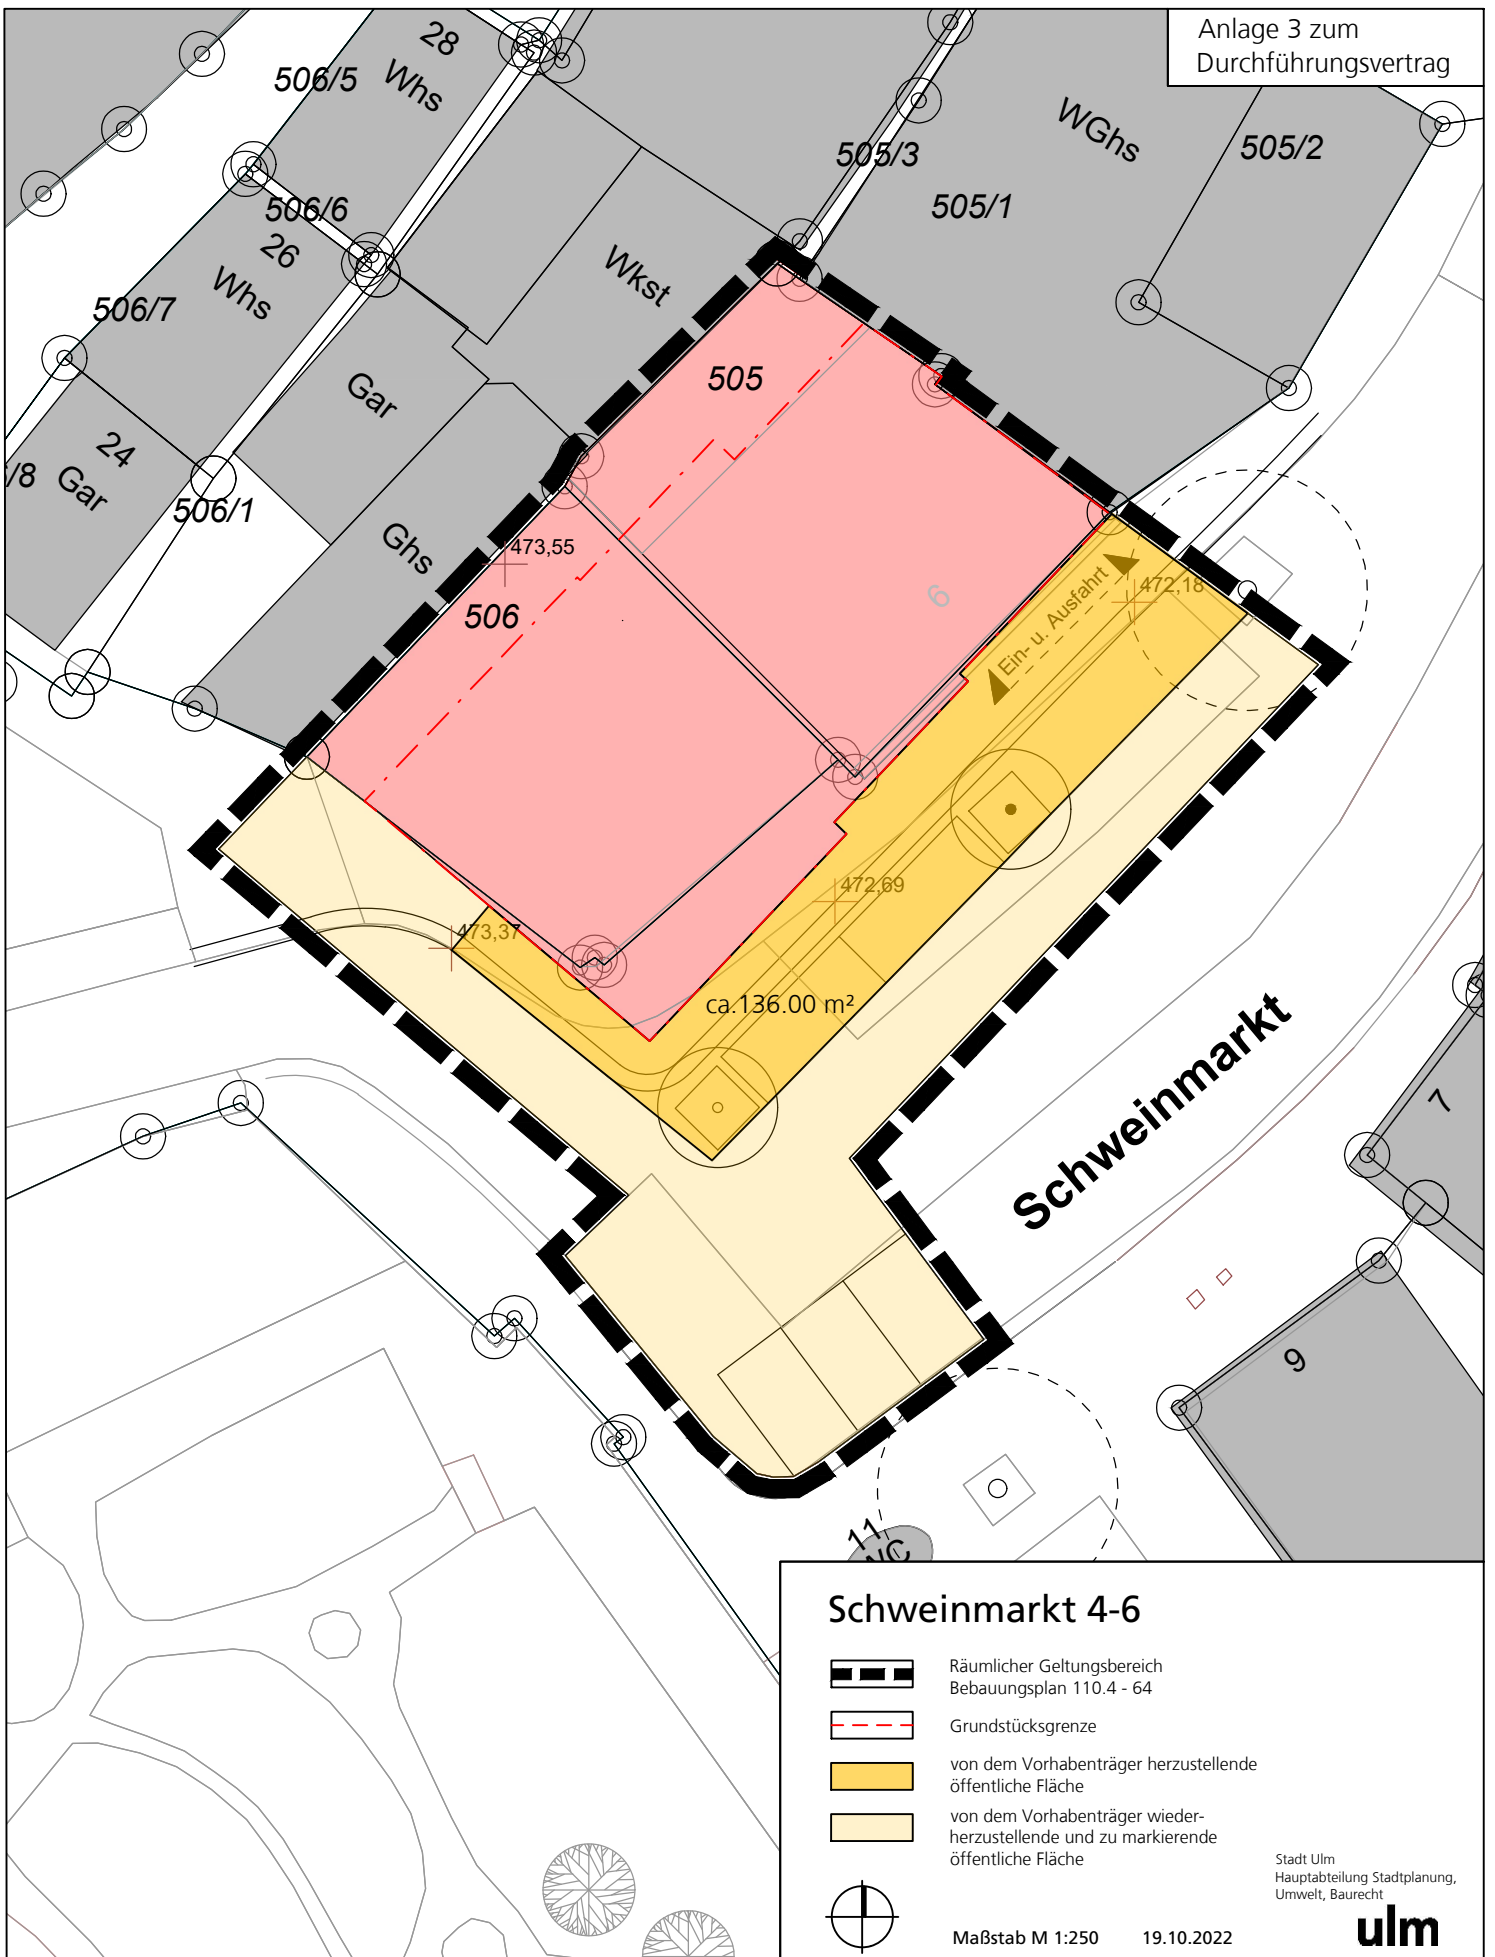 Anlage 3 zum
Durchführungsvertrag
28
Whs
506/5
505/3
WGhs
505/2
505/1
506/6
26
Whs
506/7
Wkst
505
Gar
24
Gar
/8
506/1
Ghs
473,55
506
6
Ein- u. Ausfahrt
472,18
472,69
473,37
ca.136.00 m²
Schweinmarkt
7
9
11
WC
Schweinmarkt 4-6
Räumlicher Geltungsbereich
Bebauungsplan 110.4 - 64
Grundstücksgrenze
von dem Vorhabenträger herzustellende
öffentliche Fläche
von dem Vorhabenträger wieder-
herzustellende und zu markierende
öffentliche Fläche
Stadt Ulm
Hauptabteilung Stadtplanung,
Umwelt, Baurecht
ulm
Maßstab M 1:250 19.10.2022